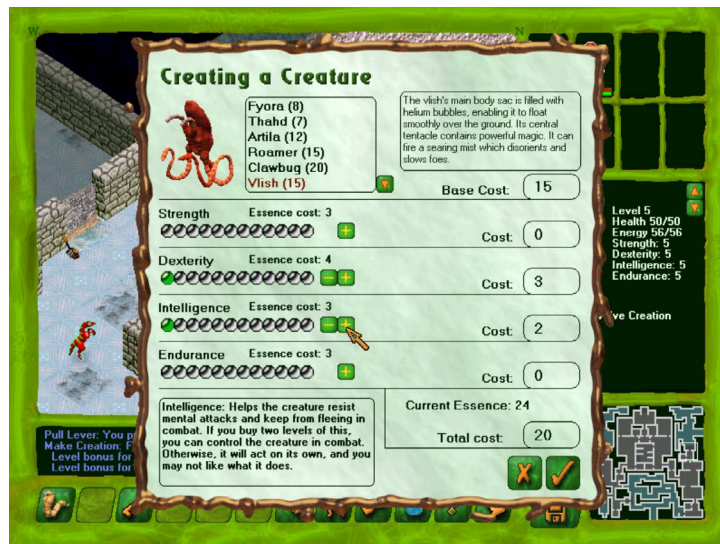 W
N
Creating a Creature
Fyora (8)
Thahd (7)
Artila (12)
Roamer (15)
Clawbug (20)
Vlish (15)
The vlish's main body sac is filled with
helium bubbles, enabling it to float
smoothly over the ground. Its central
tentacle contains powerful magic. It can
fire a searing mist which disorients and
slows foes.
Base Cost: 15
Strength Essence cost: 3
Cost: 0
Dexterity Essence cost: 4
Cost: 3
Intelligence Essence cost: 3
Cost: 2
Endurance Essence cost: 3
Cost: 0
Intelligence: Helps the creature resist
mental attacks and keep from fleeing in
combat. If you buy two levels of this,
you can control the creature in combat.
Otherwise, it will act on its own, and you
may not like what it does.
Current Essence: 24
Total cost: 20
Level 5
Health 50/50
Energy 56/56
Strength: 5
Dexterity: 5
Intelligence: 5
Endurance: 5
Creation
Pull Lever: You
Make Creation:
Level bonus for
Level bonus for